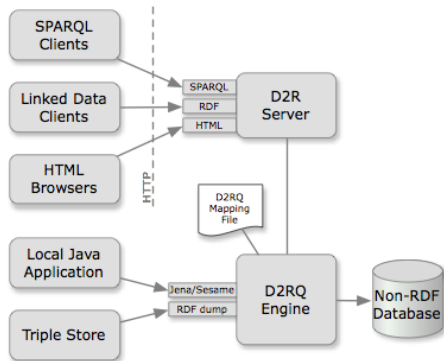 SPARQL
Clients
Linked Data
Clients
HTML
Browsers
HTTP
SPARQL
RDF
HTML
D2R
Server
D2RQ
Mapping
File
Local Java
Application
Triple Store
Jena/Sesame
RDF dump
D2RQ
Engine
Non-RDF
Database